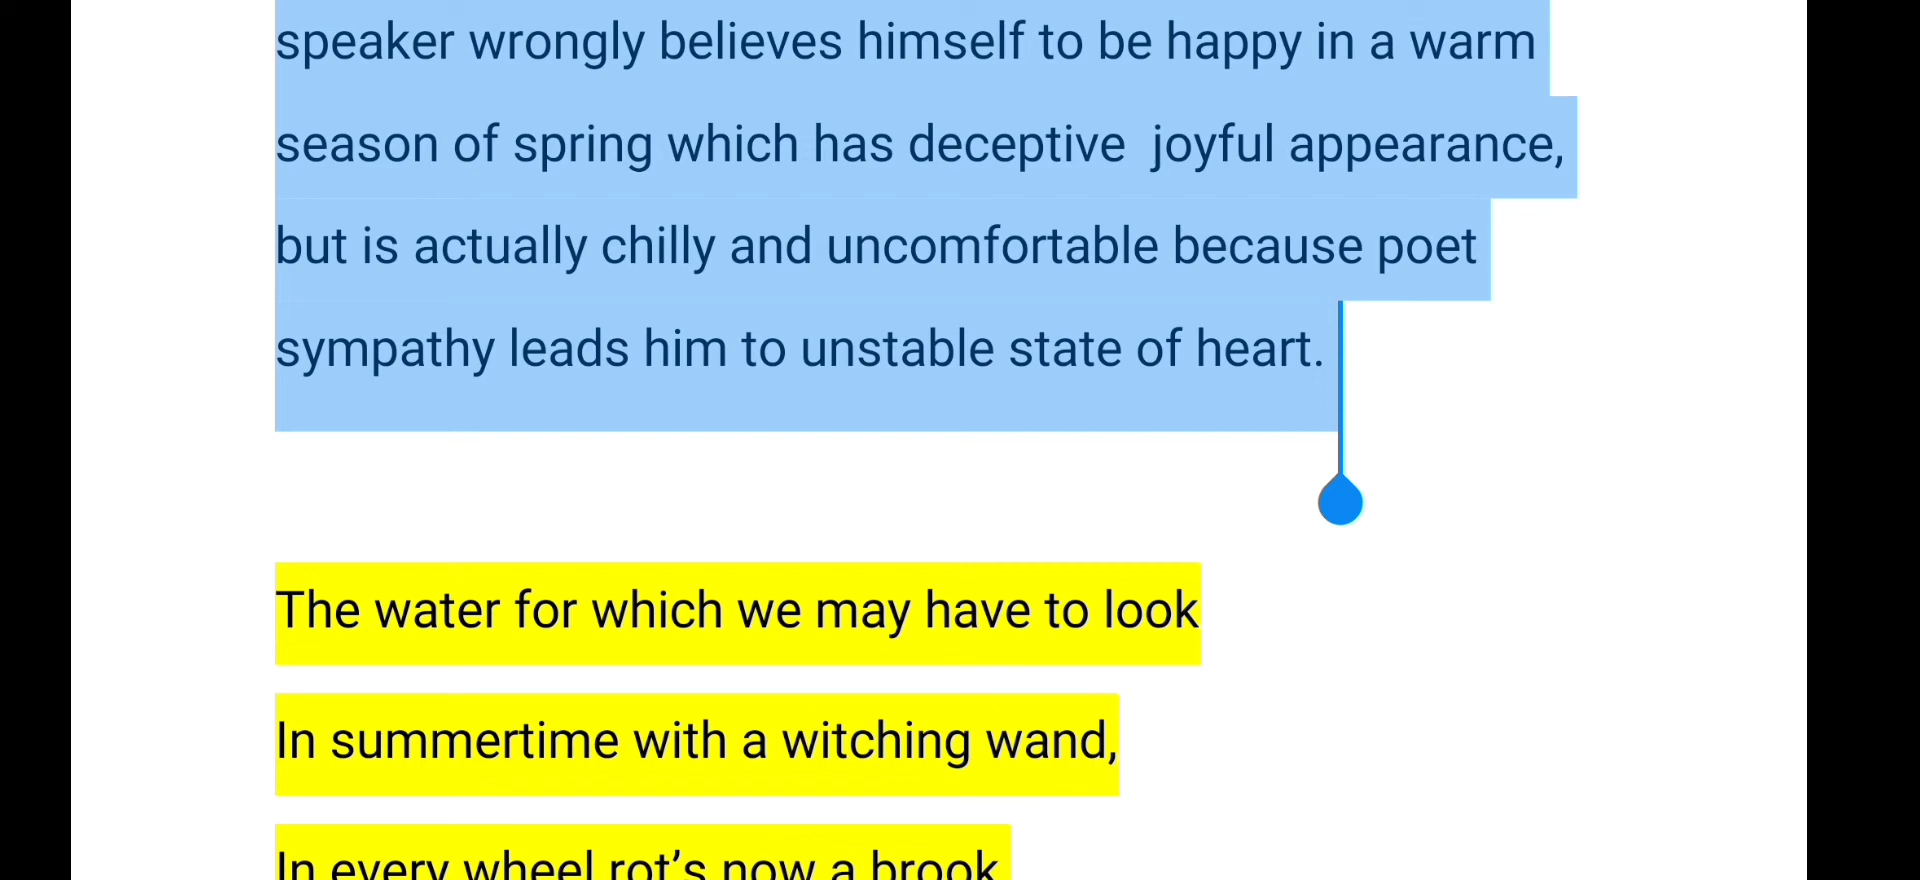 speaker wrongly believes himself to be happy in a warm
season of spring which has deceptive  joyful appearance,
but is actually chilly and uncomfortable because poet
sympathy leads him to unstable state of heart.
The water for which we may have to look
In summertime with a witching wand,
In every wheel rot’s now a brook